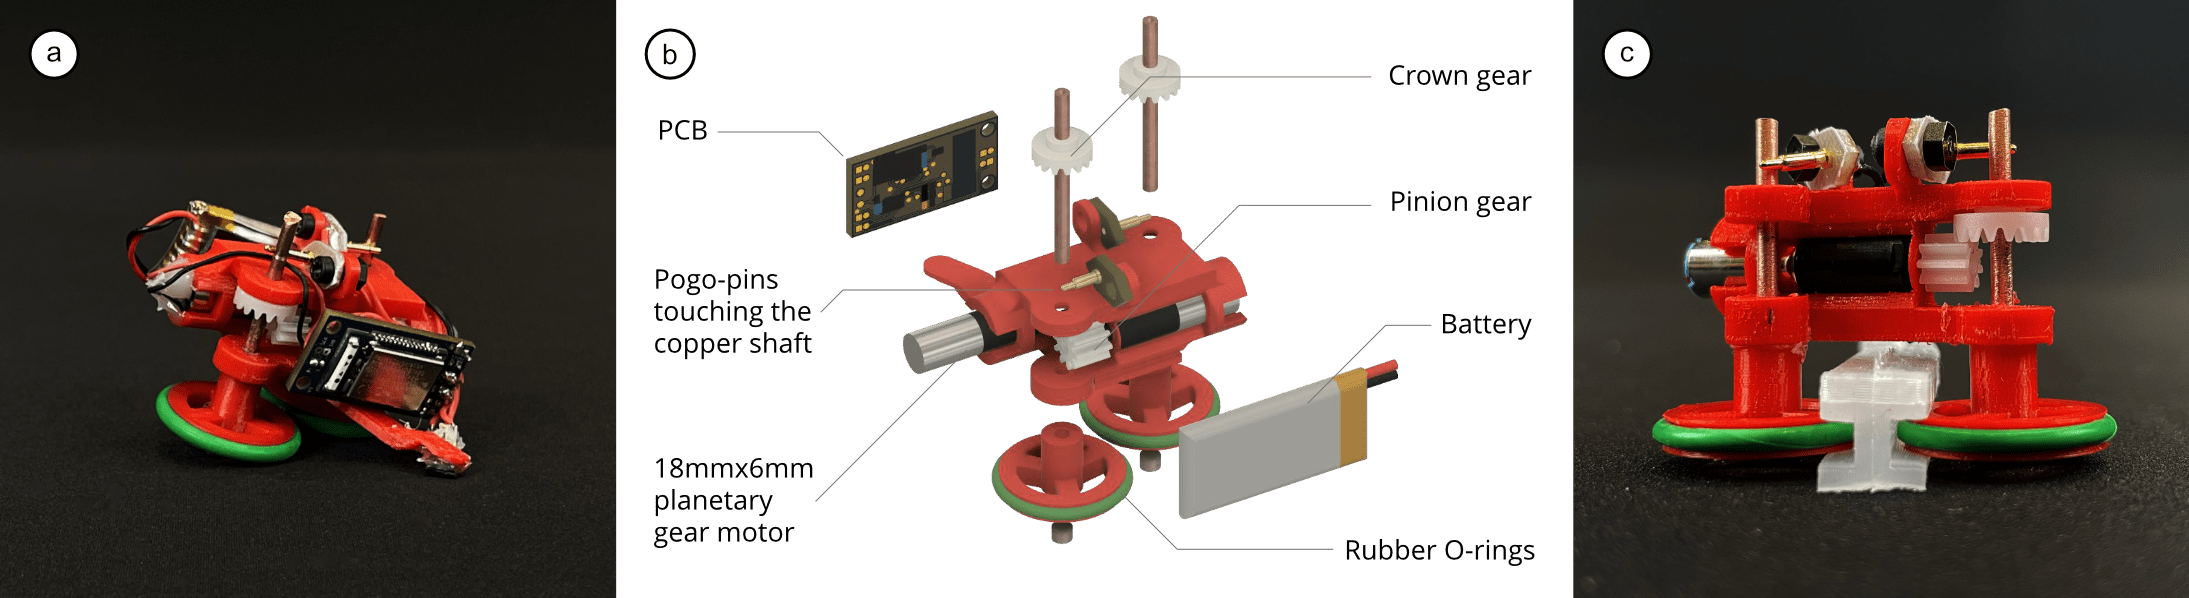 a
b
PCB
Pogo-pins
touching the
copper shaft
18mmx6mm
planetary
gear motor
Crown gear
Pinion gear
Battery
Rubber O-rings
c